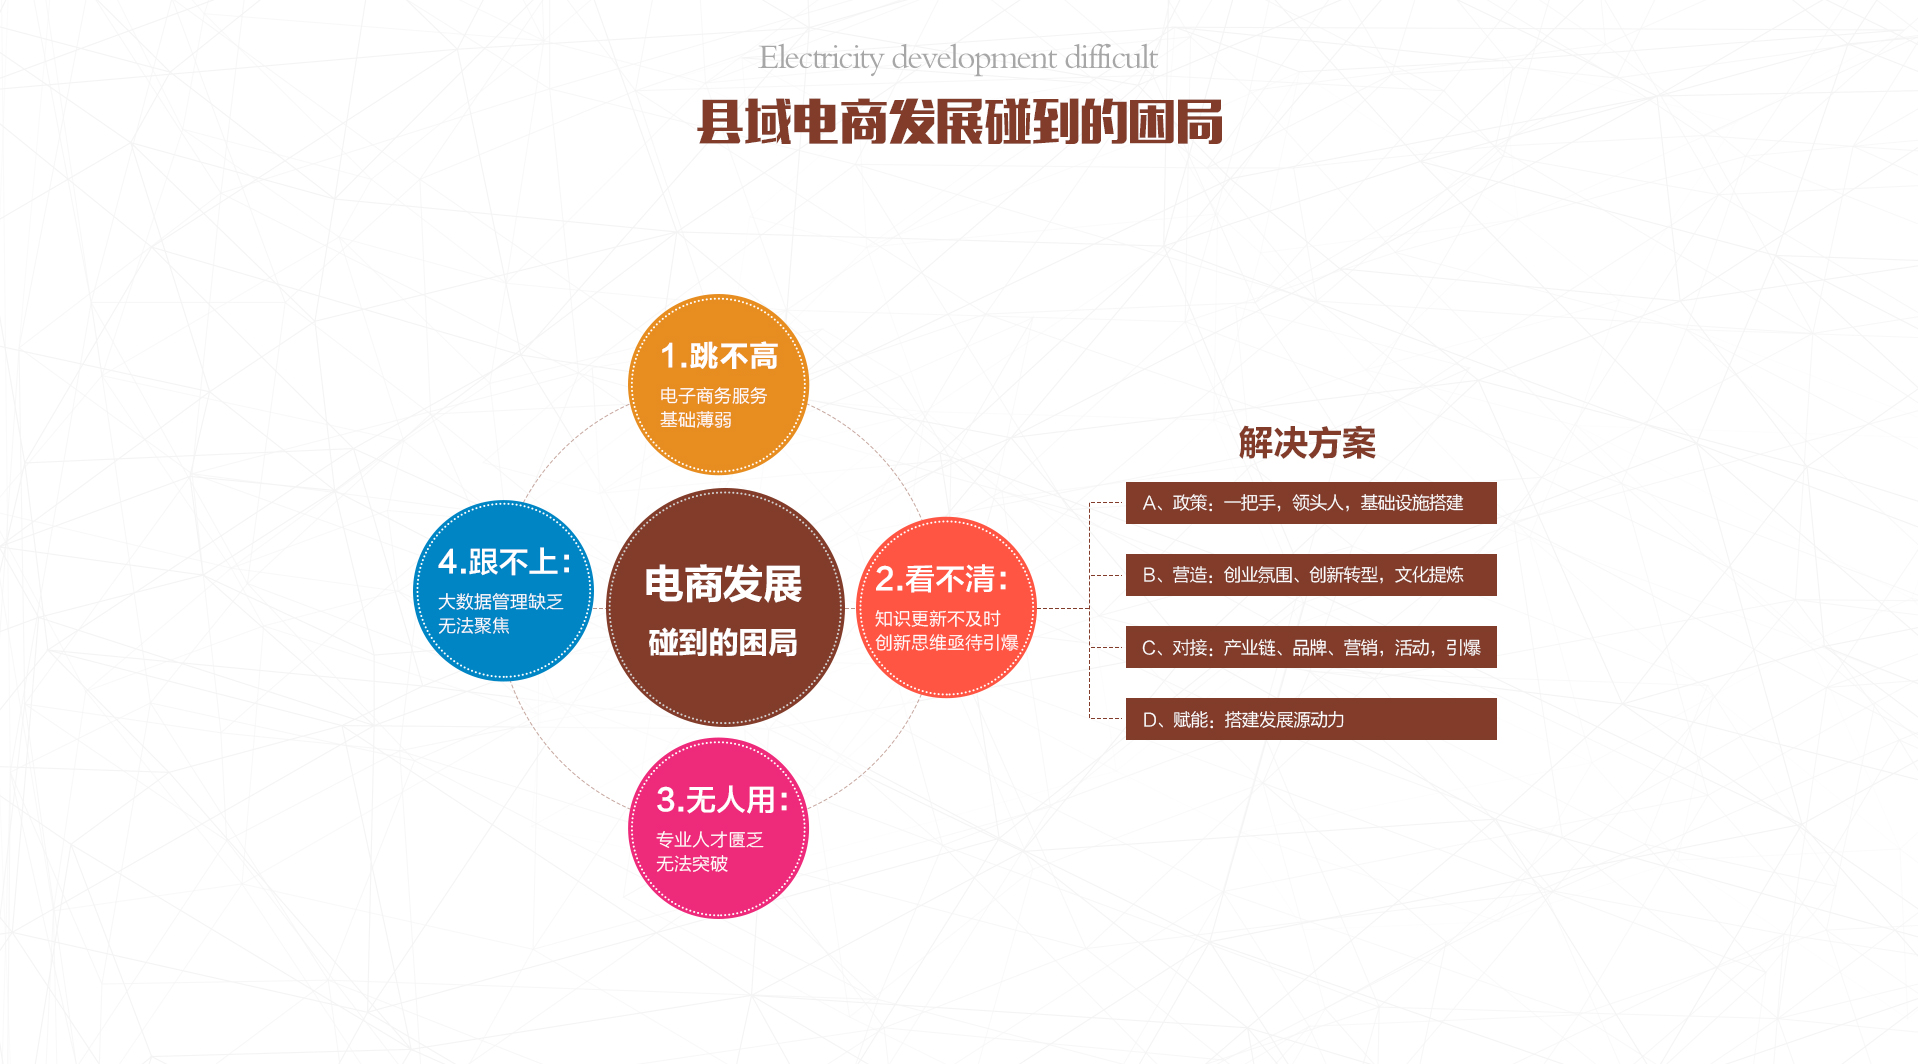 Electricity development difficult
县域电商发展碰到的困局
1.跳不高
电子商务服务
基础薄弱
4.跟不上：
大数据管理缺乏
无法聚焦
电商发展
碰到的困局
2.看不清：
知识更新不及时
创新思维亟待引爆
3.无人用：
专业人才匮乏
无法突破
解决方案
A、政策：一把手，领头人，基础设施搭建
B、营造：创业氛围、创新转型，文化提炼
C、对接：产业链、品牌、营销，活动，引爆
D、赋能：搭建发展源动力